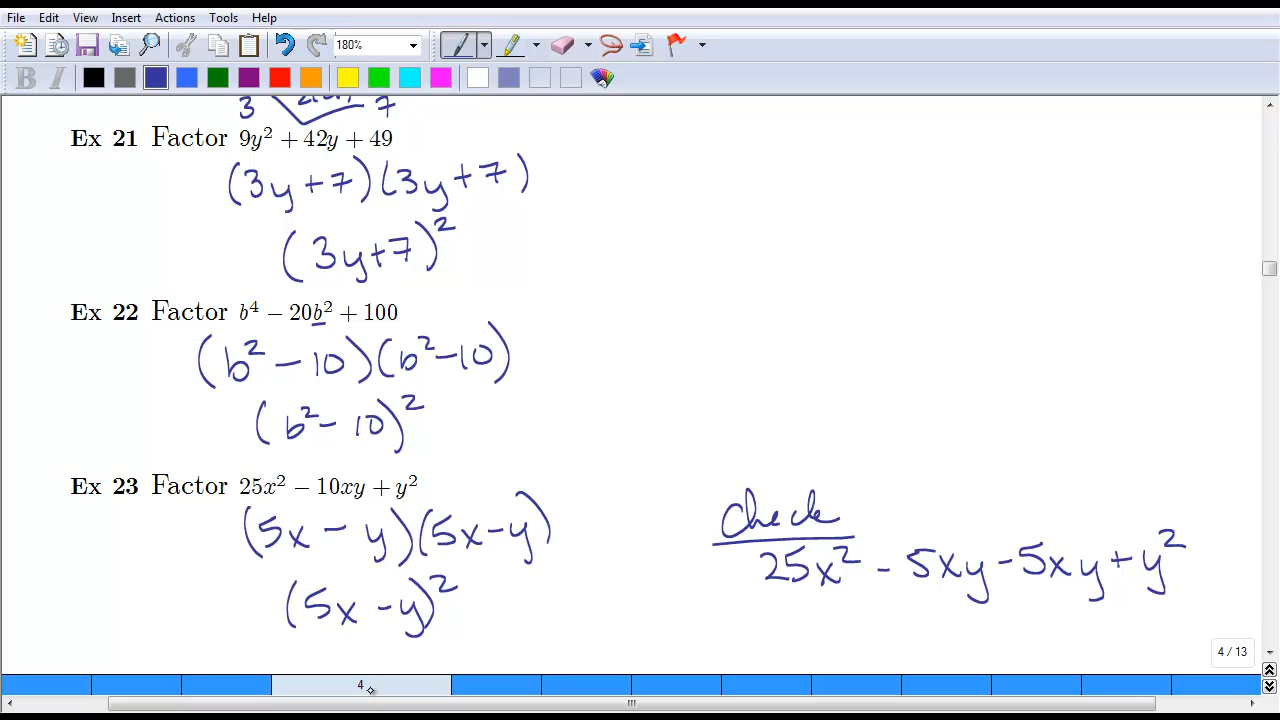 File Edit View Insert Actions Tools Help
180%
B I
3 7
Ex 21 Factor 9y² + 42y + 49
(3y+7)(3y+7)
(3y+7)²
Ex 22 Factor b⁴ − 20b² + 100
(b² − 10)(b² − 10)
(b² − 10)²
Ex 23 Factor 25x² − 10xy + y²
(5x − y)(5x − y)
check
25x² − 5xy − 5xy + y²
(5x − y)²
4 / 13
4